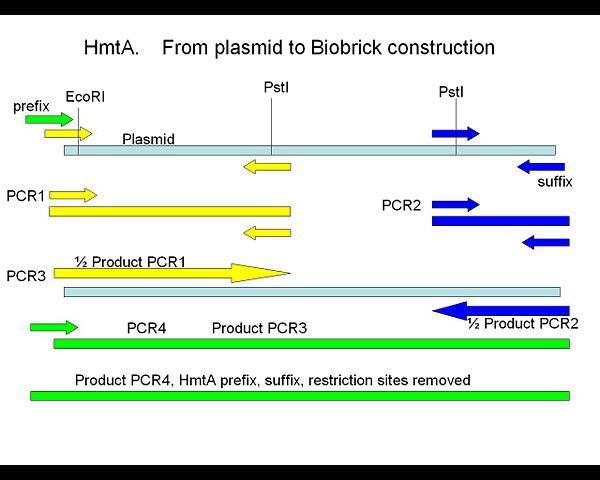 HmtA. From plasmid to Biobrick construction
prefix
EcoRI
PstI
PstI
Plasmid
suffix
PCR1
PCR2
½ Product PCR1
PCR3
½ Product PCR2
PCR4 Product PCR3
Product PCR4, HmtA prefix, suffix, restriction sites removed